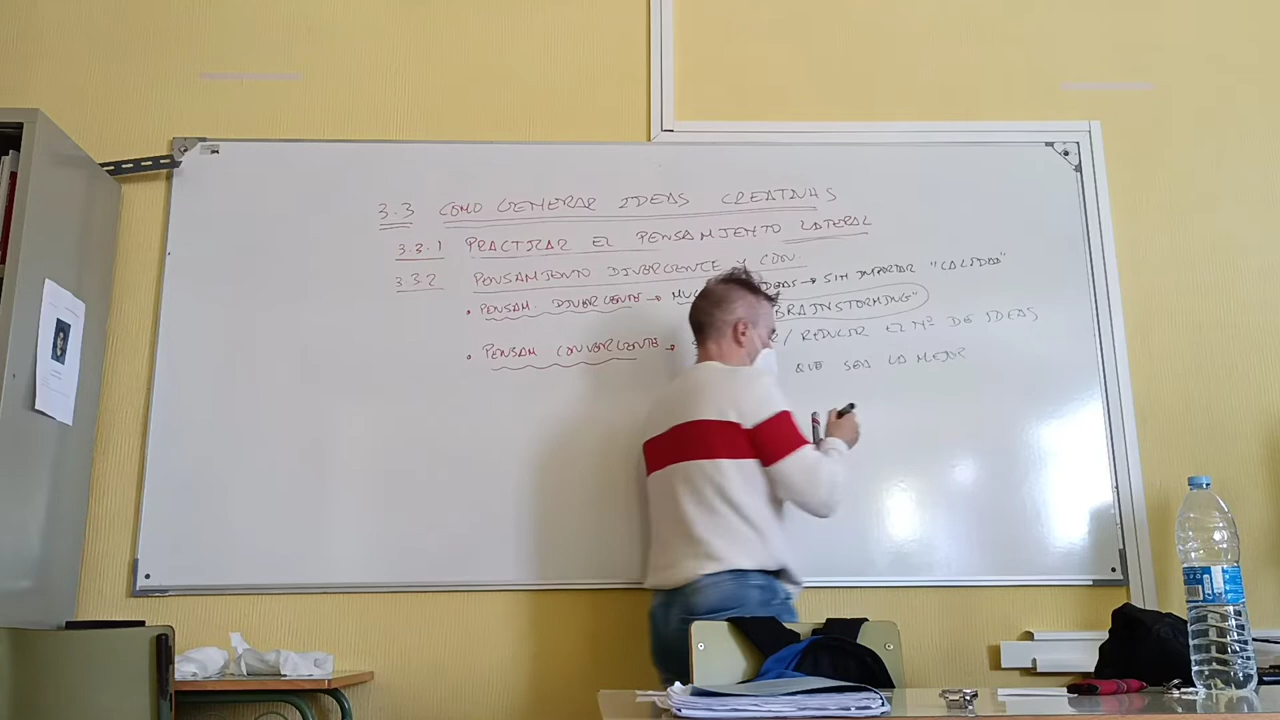 3.3 COMO GENERAR IDEAS CREATIVAS
3.3.1 PRACTICAR EL PENSAMIENTO LATERAL
3.3.2 PENSAMIENTO DIVERGENTE Y CON.
• PENSAM. DIVERGENTE → IDEAS → SIN IMPORTAR "CALIDAD"
BRAINSTORMING"
• PENSAM CONVERGENTE → / REDUCIR EL Nº DE IDEAS
QUE SEA LA MEJOR